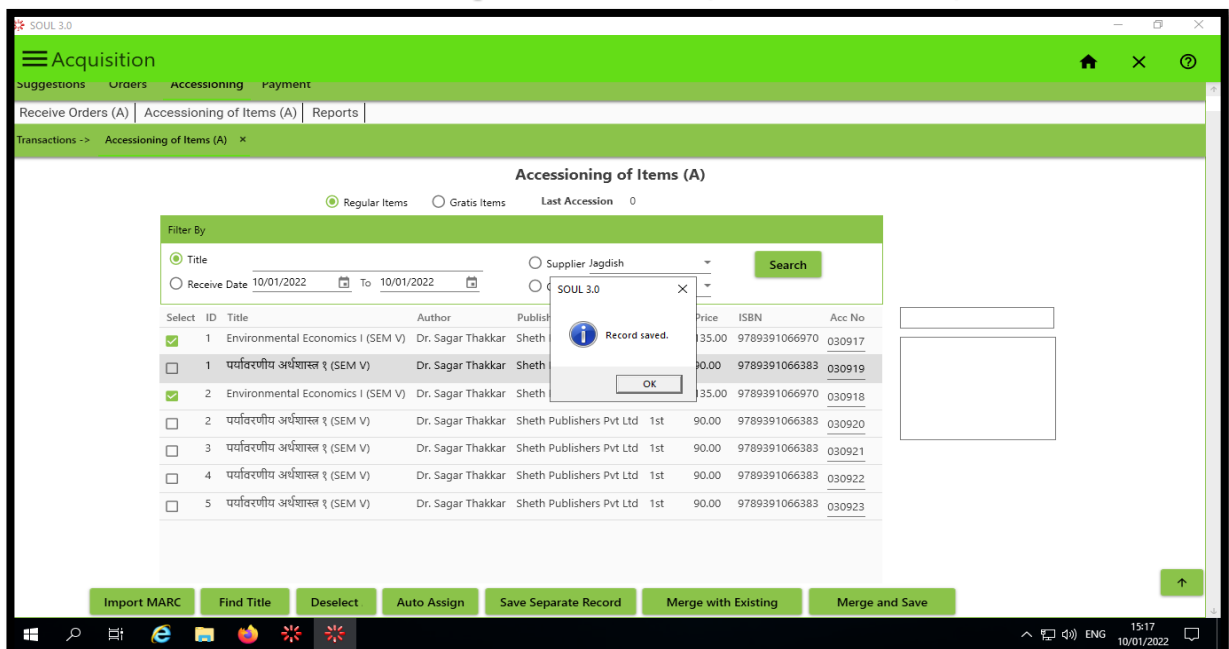 SOUL 3.0
Acquisition
Suggestions Orders Accessioning Payment
Receive Orders (A) Accessioning of Items (A) Reports
Transactions -> Accessioning of Items (A) ×
Accessioning of Items (A)
Regular Items Gratis Items Last Accession 0
Filter By
Title
Supplier Jagdish Search
Receive Date 10/01/2022 To 10/01/2022
SOUL 3.0
Record saved.
OK
Select ID Title Author Price ISBN Acc No
1 Environmental Economics I (SEM V) Dr. Sagar Thakkar Sheth 135.00 9789391066970 030917
1 पर्यावरणीय अर्थशास्त्र १ (SEM V) Dr. Sagar Thakkar Sheth 90.00 9789391066383 030919
2 Environmental Economics I (SEM V) Dr. Sagar Thakkar Sheth 135.00 9789391066970 030918
2 पर्यावरणीय अर्थशास्त्र १ (SEM V) Dr. Sagar Thakkar Sheth Publishers Pvt Ltd 1st 90.00 9789391066383 030920
3 पर्यावरणीय अर्थशास्त्र १ (SEM V) Dr. Sagar Thakkar Sheth Publishers Pvt Ltd 1st 90.00 9789391066383 030921
4 पर्यावरणीय अर्थशास्त्र १ (SEM V) Dr. Sagar Thakkar Sheth Publishers Pvt Ltd 1st 90.00 9789391066383 030922
5 पर्यावरणीय अर्थशास्त्र १ (SEM V) Dr. Sagar Thakkar Sheth Publishers Pvt Ltd 1st 90.00 9789391066383 030923
Import MARC Find Title Deselect Auto Assign Save Separate Record Merge with Existing Merge and Save
ENG 15:17
10/01/2022